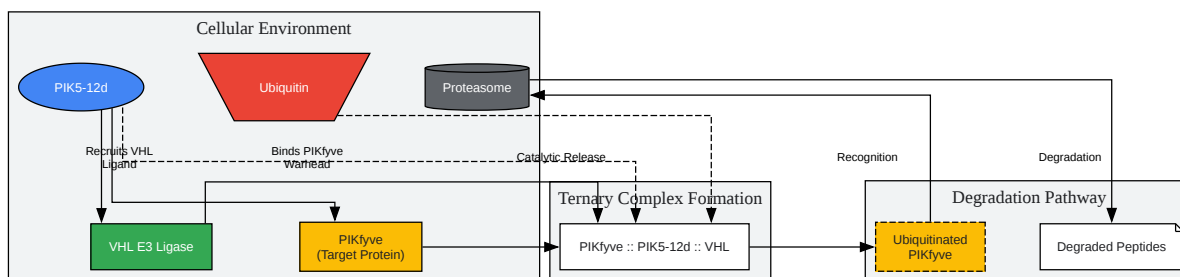 Cellular Environment
PIK5-12d
Ubiquitin
Proteasome
Recruits VHL
Ligand
Binds PIKfyve
Warhead
Catalytic Release
Recognition
Degradation
Ternary Complex Formation
Degradation Pathway
VHL E3 Ligase
PIKfyve
(Target Protein)
PIKfyve :: PIK5-12d :: VHL
Ubiquitinated
PIKfyve
Degraded Peptides